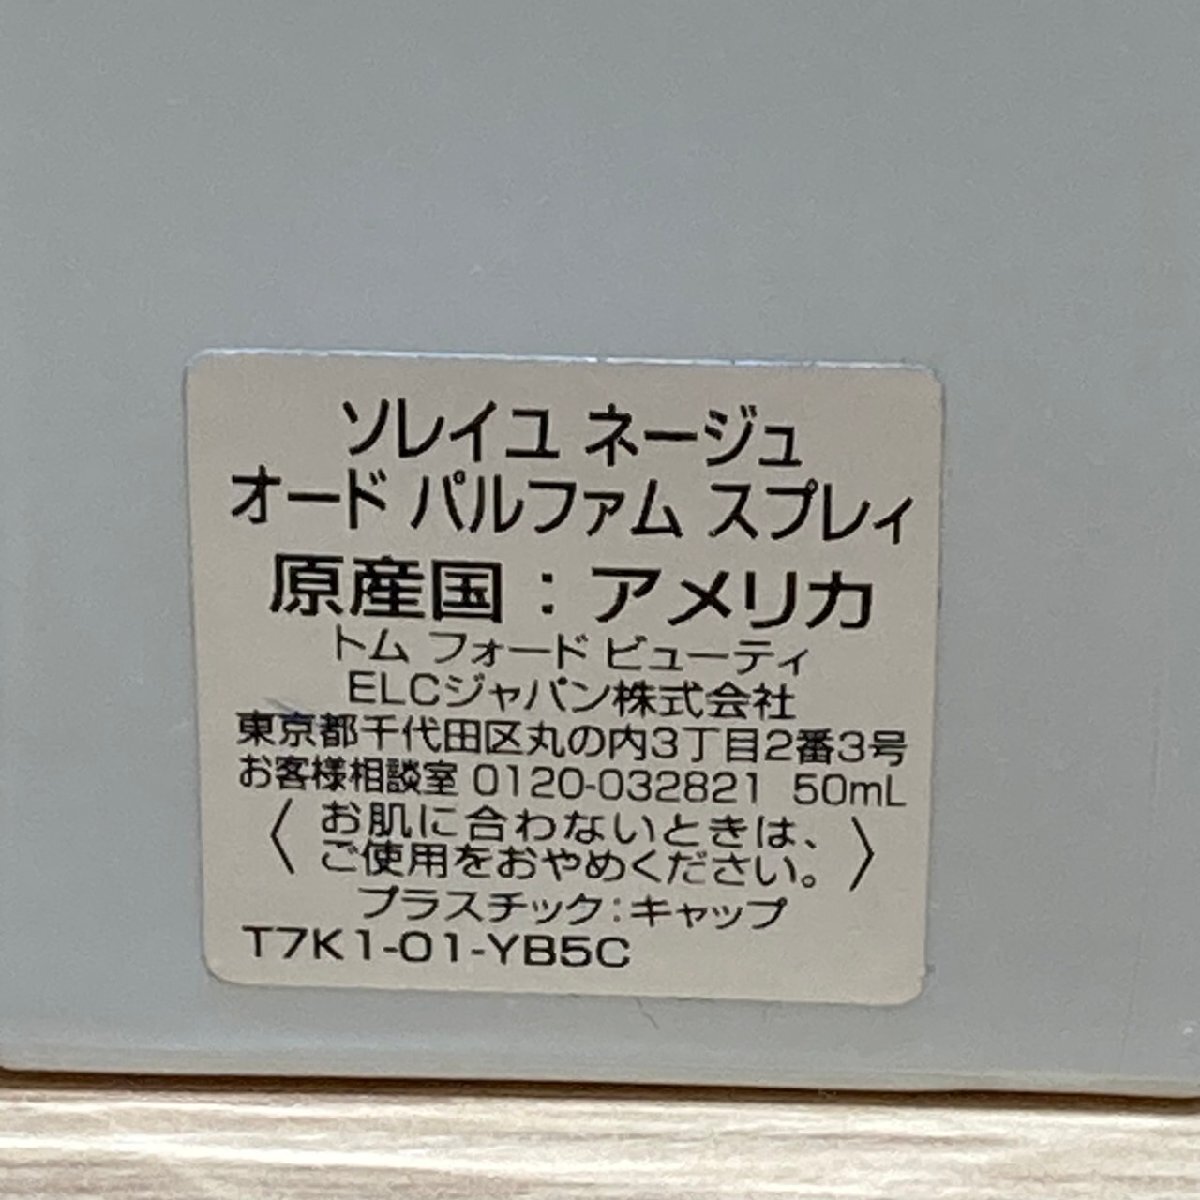 ソレイユ ネージュ
オード パルファム スプレィ
原産国：アメリカ
トム フォード ビューティ
ELCジャパン株式会社
東京都千代田区丸の内3丁目2番3号
お客様相談室 0120-032821 50mL
〈お肌に合わないときは、
ご使用をおやめください。〉
プラスチック：キャップ
T7K1-01-YB5C